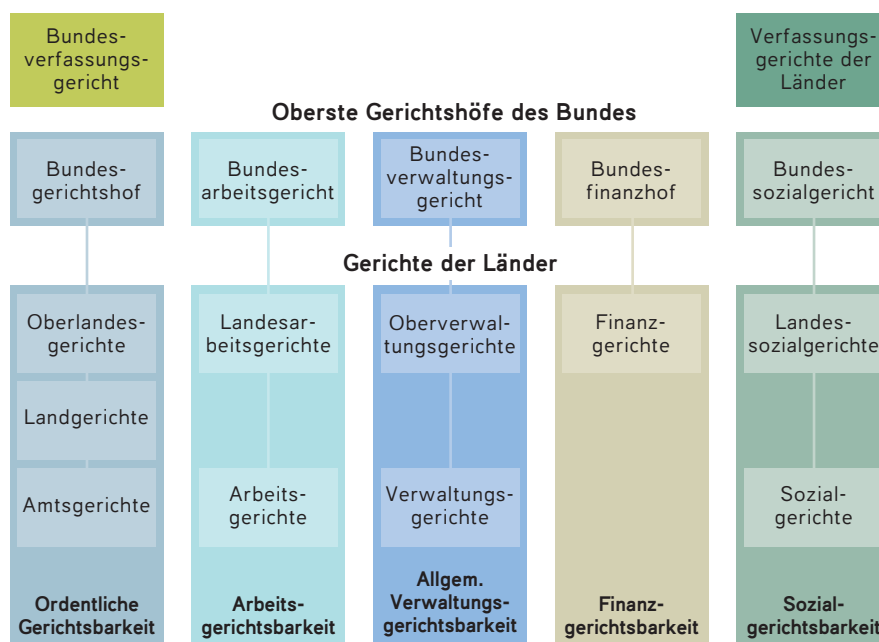 Bundes-
verfassungs-
gericht
Verfassungs-
gerichte der
Länder
Oberste Gerichtshöfe des Bundes
Bundes-
gerichtshof
Bundes-
arbeitsgericht
Bundes-
verwaltungs-
gericht
Bundes-
finanzhof
Bundes-
sozialgericht
Gerichte der Länder
Oberlandes-
gerichte
Landesar-
beitsgerichte
Oberverwal-
tungsgerichte
Finanz-
gerichte
Landes-
sozialgerichte
Landgerichte
Amtsgerichte
Arbeits-
gerichte
Verwaltungs-
gerichte
Sozial-
gerichte
Ordentliche
Gerichtsbarkeit
Arbeits-
gerichtsbarkeit
Allgem.
Verwaltungs-
gerichtsbarkeit
Finanz-
gerichtsbarkeit
Sozial-
gerichtsbarkeit